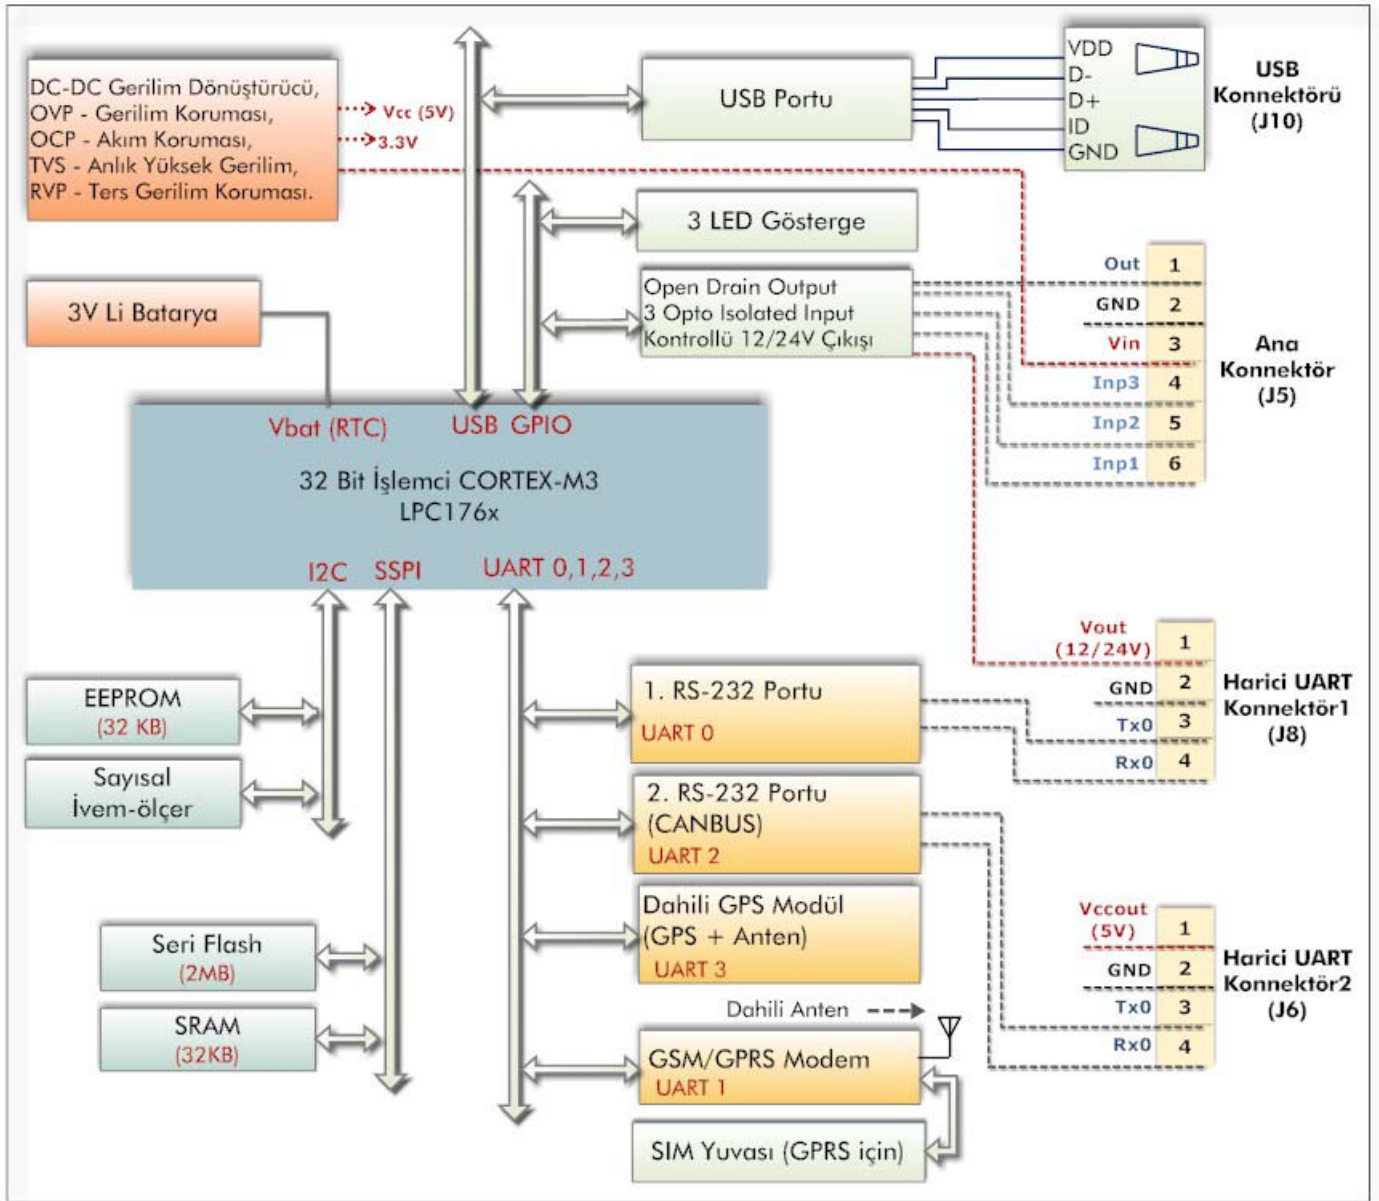 DC-DC Gerilim Dönüştürücü,
OVP - Gerilim Koruması,
OCP - Akım Koruması,
TVS - Anlık Yüksek Gerilim,
RVP - Ters Gerilim Koruması.
Vcc (5V)
3.3V
USB Portu
VDD
D-
D+
ID
GND
USB
Konnektörü
(J10)
3 LED Gösterge
Open Drain Output
3 Opto Isolated Input
Kontrollü 12/24V Çıkışı
Out 1
GND 2
Vin 3
Inp3 4
Inp2 5
Inp1 6
Ana
Konnektör
(J5)
3V Li Batarya
Vbat (RTC)
USB GPIO
32 Bit İşlemci CORTEX-M3
LPC176x
I2C SSPI UART 0,1,2,3
EEPROM
(32 KB)
Sayısal
İvem-ölçer
Seri Flash
(2MB)
SRAM
(32KB)
1. RS-232 Portu
UART 0
2. RS-232 Portu
(CANBUS)
UART 2
Dahili GPS Modül
(GPS + Anten)
UART 3
Dahili Anten
GSM/GPRS Modem
UART 1
SIM Yuvası (GPRS için)
Vout
(12/24V) 1
GND 2
Tx0 3
Rx0 4
Harici UART
Konnektör1
(J8)
Vccout
(5V) 1
GND 2
Tx0 3
Rx0 4
Harici UART
Konnektör2
(J6)